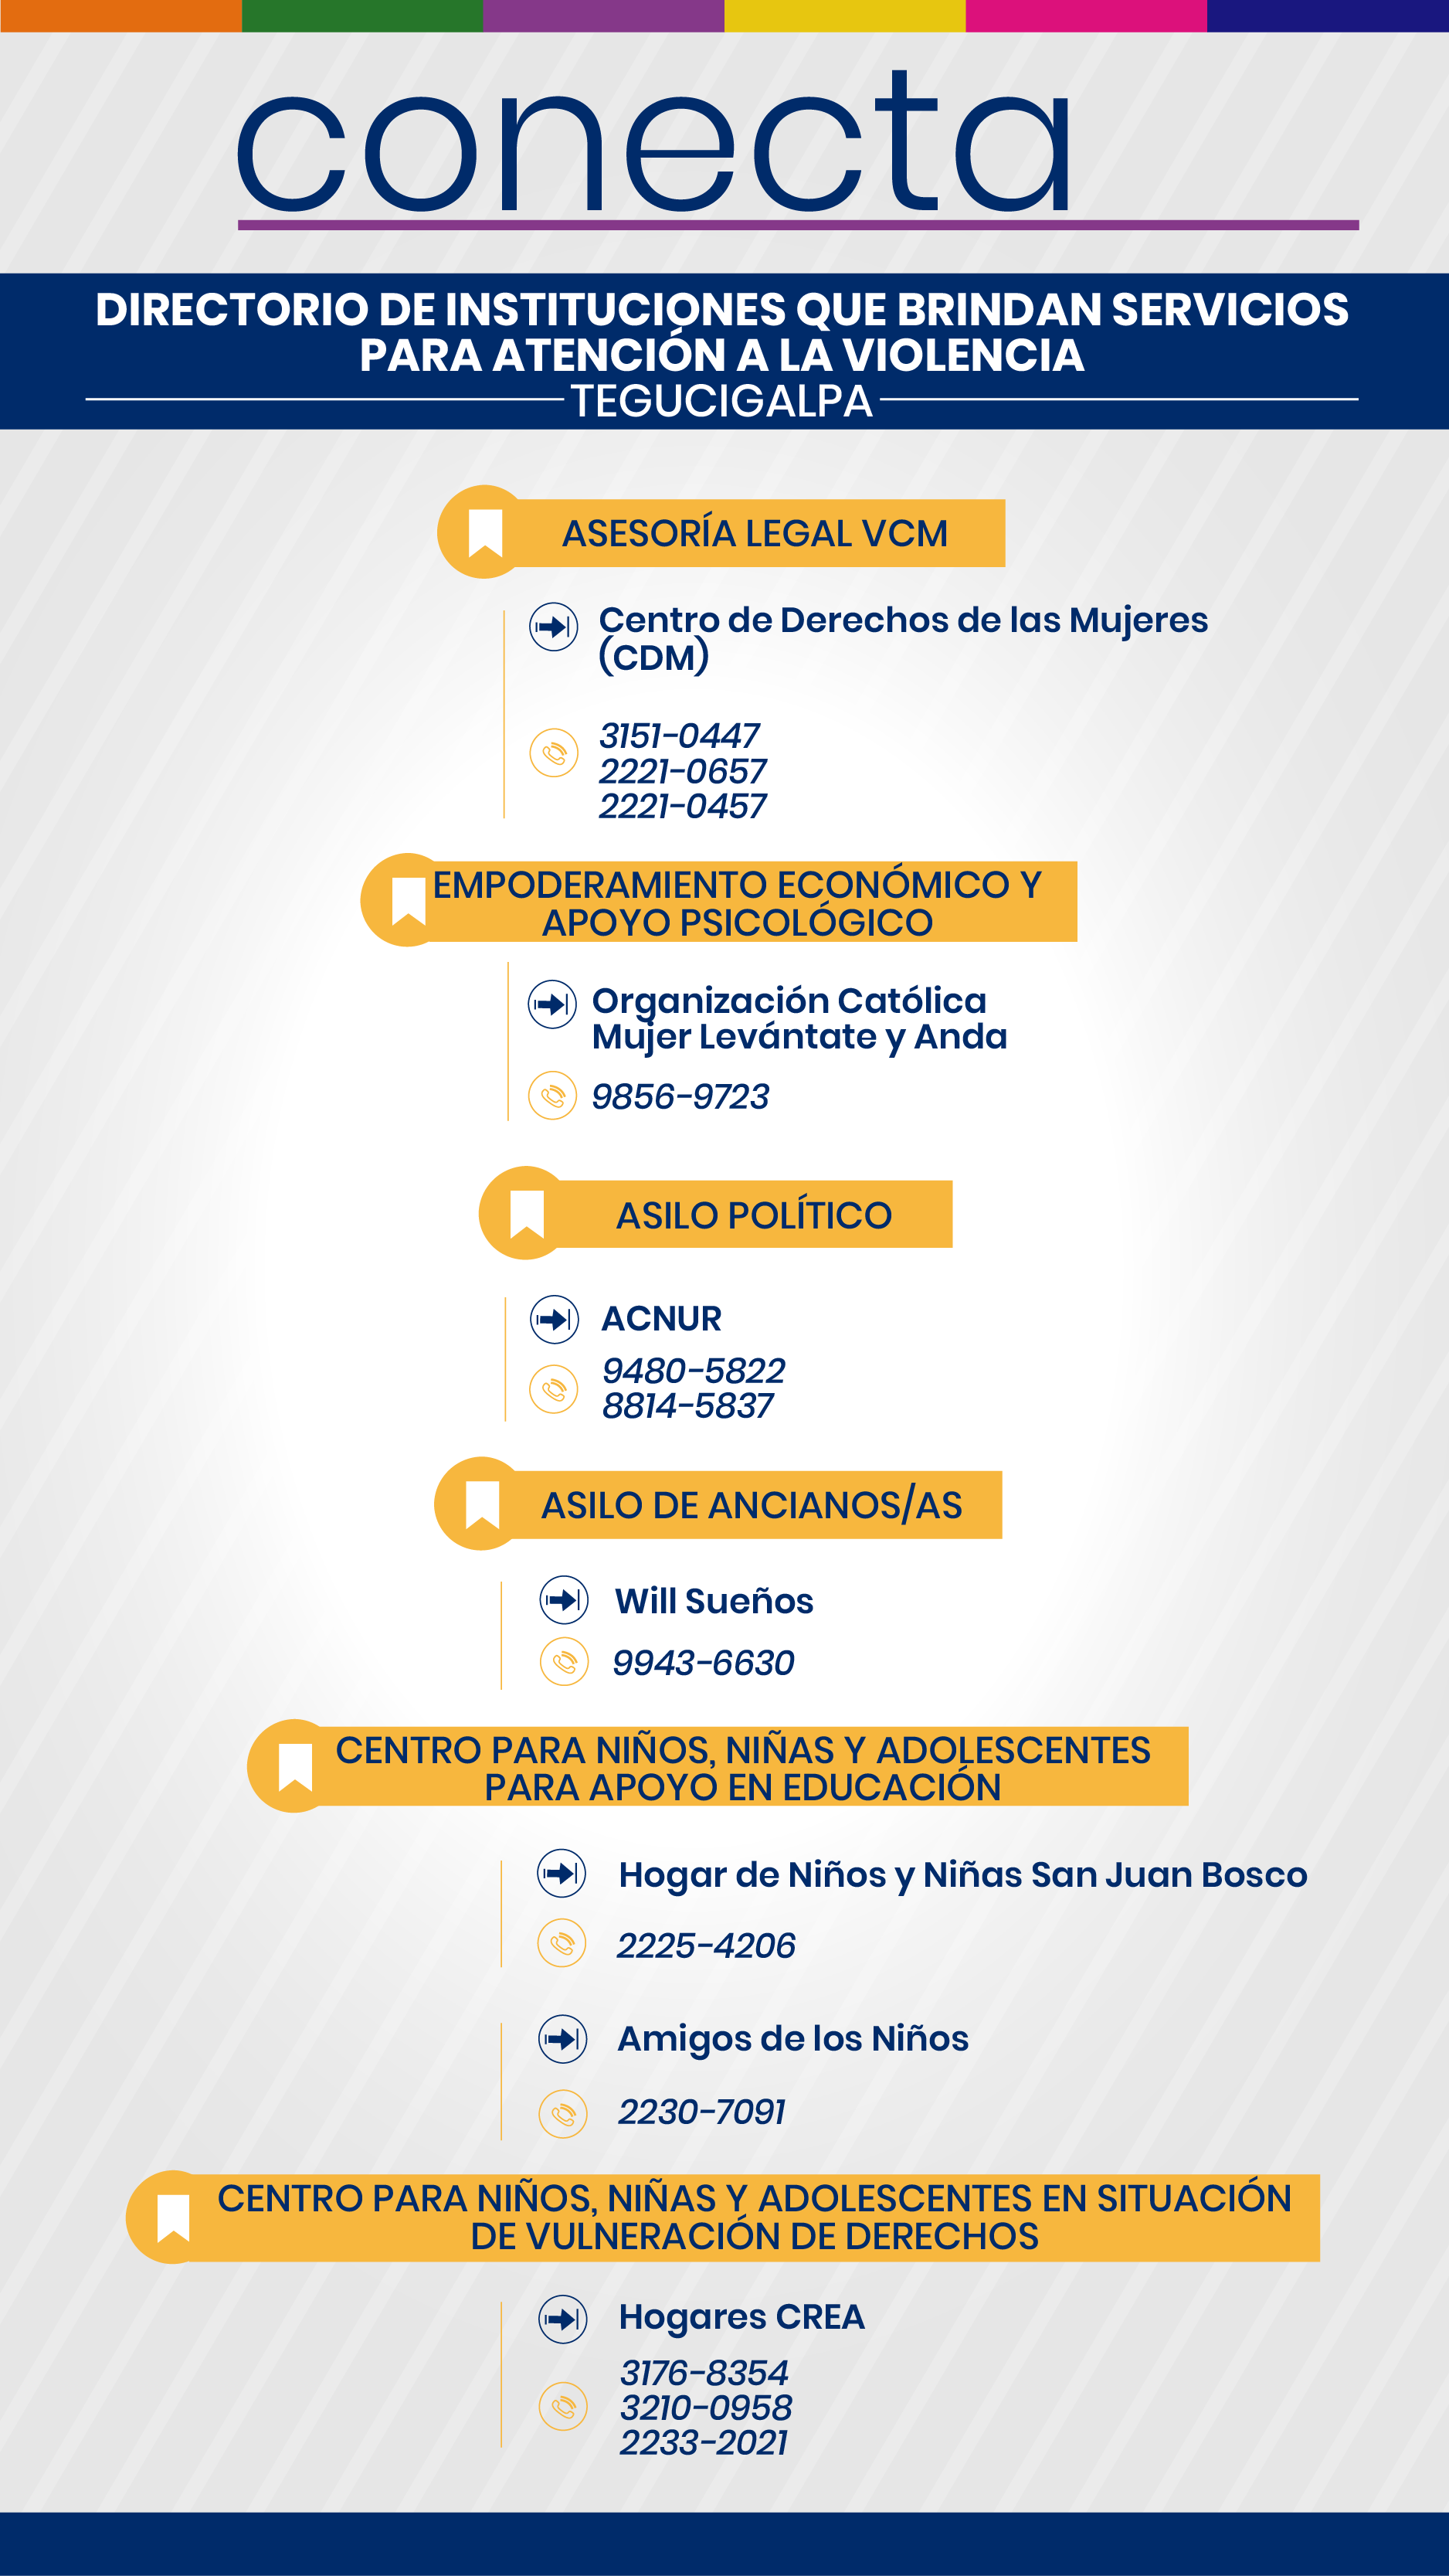 conecta
DIRECTORIO DE INSTITUCIONES QUE BRINDAN SERVICIOS
PARA ATENCIÓN A LA VIOLENCIA
TEGUCIGALPA
ASESORÍA LEGAL VCM
Centro de Derechos de las Mujeres
(CDM)
3151-0447
2221-0657
2221-0457
EMPODERAMIENTO ECONÓMICO Y
APOYO PSICOLÓGICO
Organización Católica
Mujer Levántate y Anda
9856-9723
ASILO POLÍTICO
ACNUR
9480-5822
8814-5837
ASILO DE ANCIANOS/AS
Will Sueños
9943-6630
CENTRO PARA NIÑOS, NIÑAS Y ADOLESCENTES
PARA APOYO EN EDUCACIÓN
Hogar de Niños y Niñas San Juan Bosco
2225-4206
Amigos de los Niños
2230-7091
CENTRO PARA NIÑOS, NIÑAS Y ADOLESCENTES EN SITUACIÓN
DE VULNERACIÓN DE DERECHOS
Hogares CREA
3176-8354
3210-0958
2233-2021